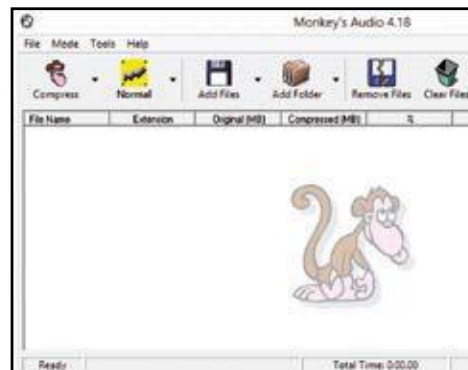 Monkey's Audio 4.18
File Mode Tools Help
Compress Normal Add Files Add Folder Remove Files Clear Files
File Name Extension Original (MB) Compressed (MB) %
Ready Total Time: 0:00.00